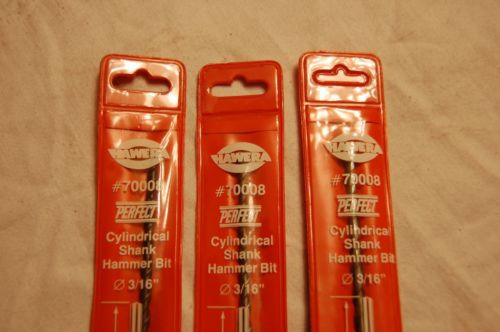 HAWERA
#70008
PERFECT
Cylindrical
Shank
Hammer Bit
Ø 3/16"
HAWERA
#70008
PERFECT
Cylindrical
Shank
Hammer Bit
Ø 3/16"
HAWERA
#70008
PERFECT
Cylindrical
Shank
Hammer Bit
Ø 3/16"